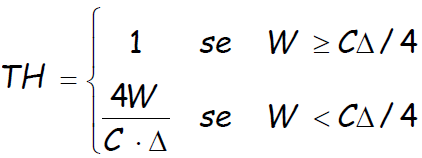 TH = { 1 se W ≥ CΔ / 4
4W / C · Δ se W < CΔ / 4